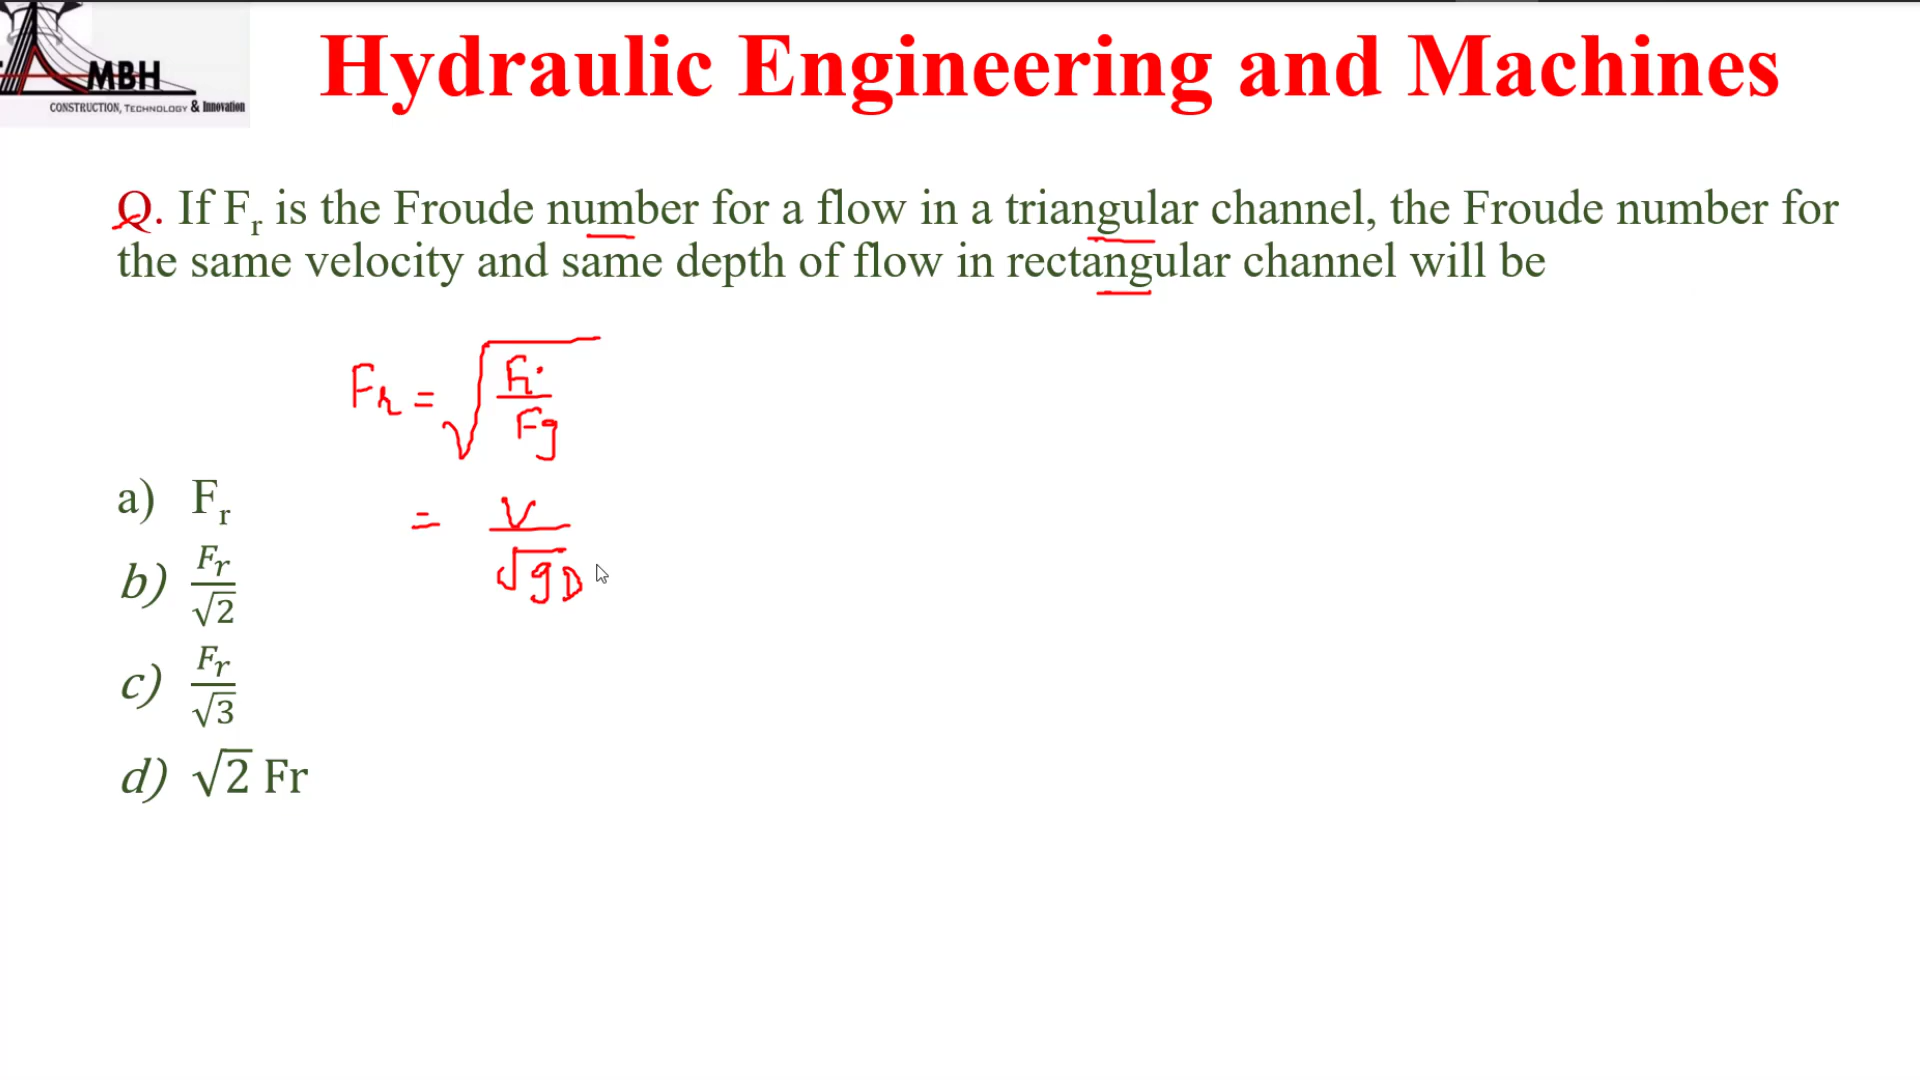 MBH
CONSTRUCTION, TECHNOLOGY & Innovation
Hydraulic Engineering and Machines
Q. If Fr is the Froude number for a flow in a triangular channel, the Froude number for
the same velocity and same depth of flow in rectangular channel will be
Fr = √(Fi/Fg)
= V/√gD
a) Fr
b) Fr/√2
c) Fr/√3
d) √2 Fr